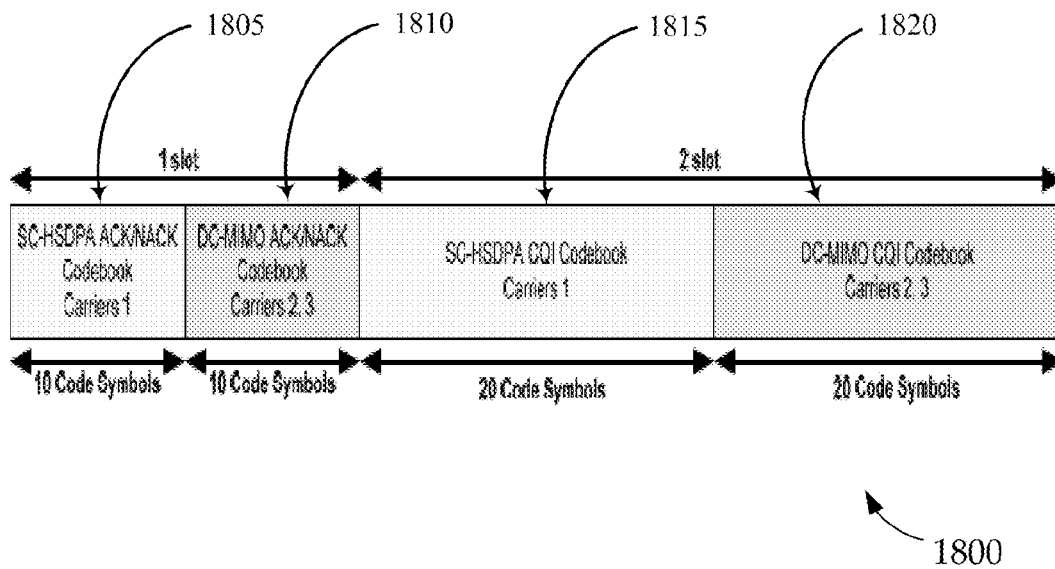 1805
1810
1815
1820
1 slot
2 slot
SC-HSDPA ACK/NACK
Codebook
Carriers 1
DC-MIMO ACK/NACK
Codebook
Carriers 2, 3
SC-HSDPA CQI Codebook
Carriers 1
DC-MIMO CQI Codebook
Carriers 2, 3
10 Code Symbols
10 Code Symbols
20 Code Symbols
20 Code Symbols
1800